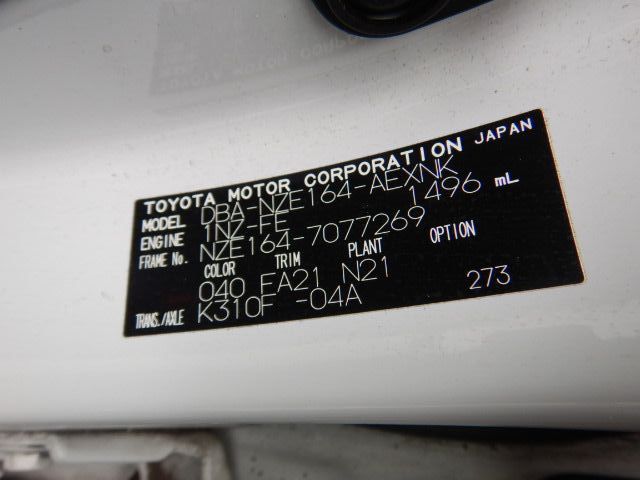 TOYOTA MOTOR CORPORATION JAPAN
MODEL DBA-NZE164-AEXNK
ENGINE 1NZ-FE 1496 mL
FRAME No. NZE164-7077269
COLOR TRIM PLANT OPTION
040 FA21 N21
TRANS./AXLE K310F -04A 273